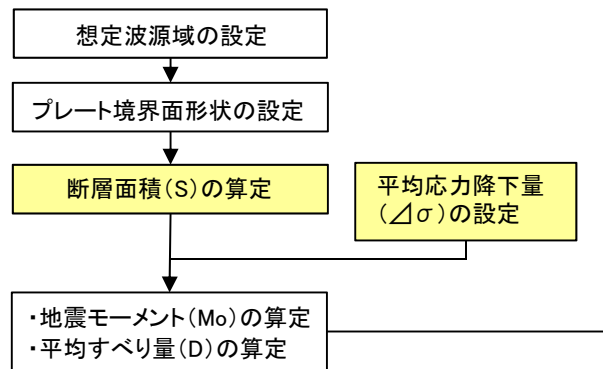 想定波源域の設定
プレート境界面形状の設定
断層面積(S)の算定
平均応力降下量
(⊿σ)の設定
・地震モーメント(Mo)の算定
・平均すべり量(D)の算定